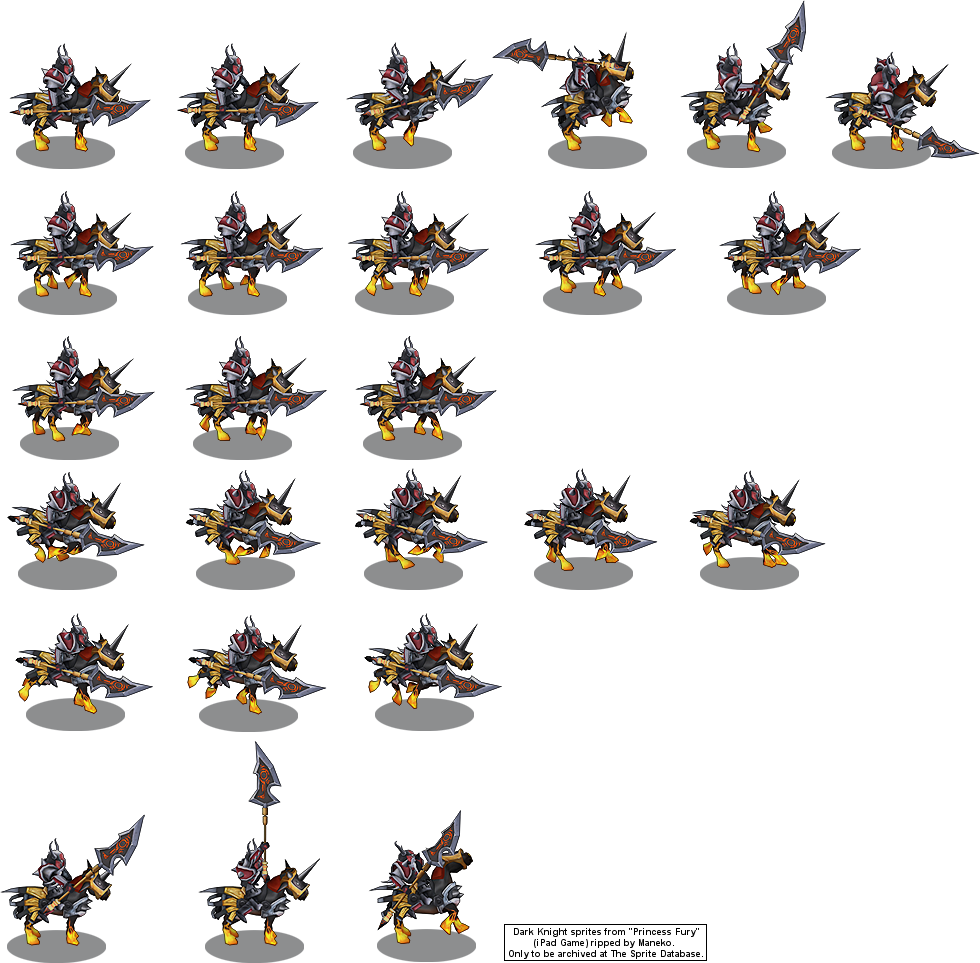 Dark Knight sprites from "Princess Fury"
(iPad Game) ripped by Maneko.
Only to be archived at The Sprite Database.